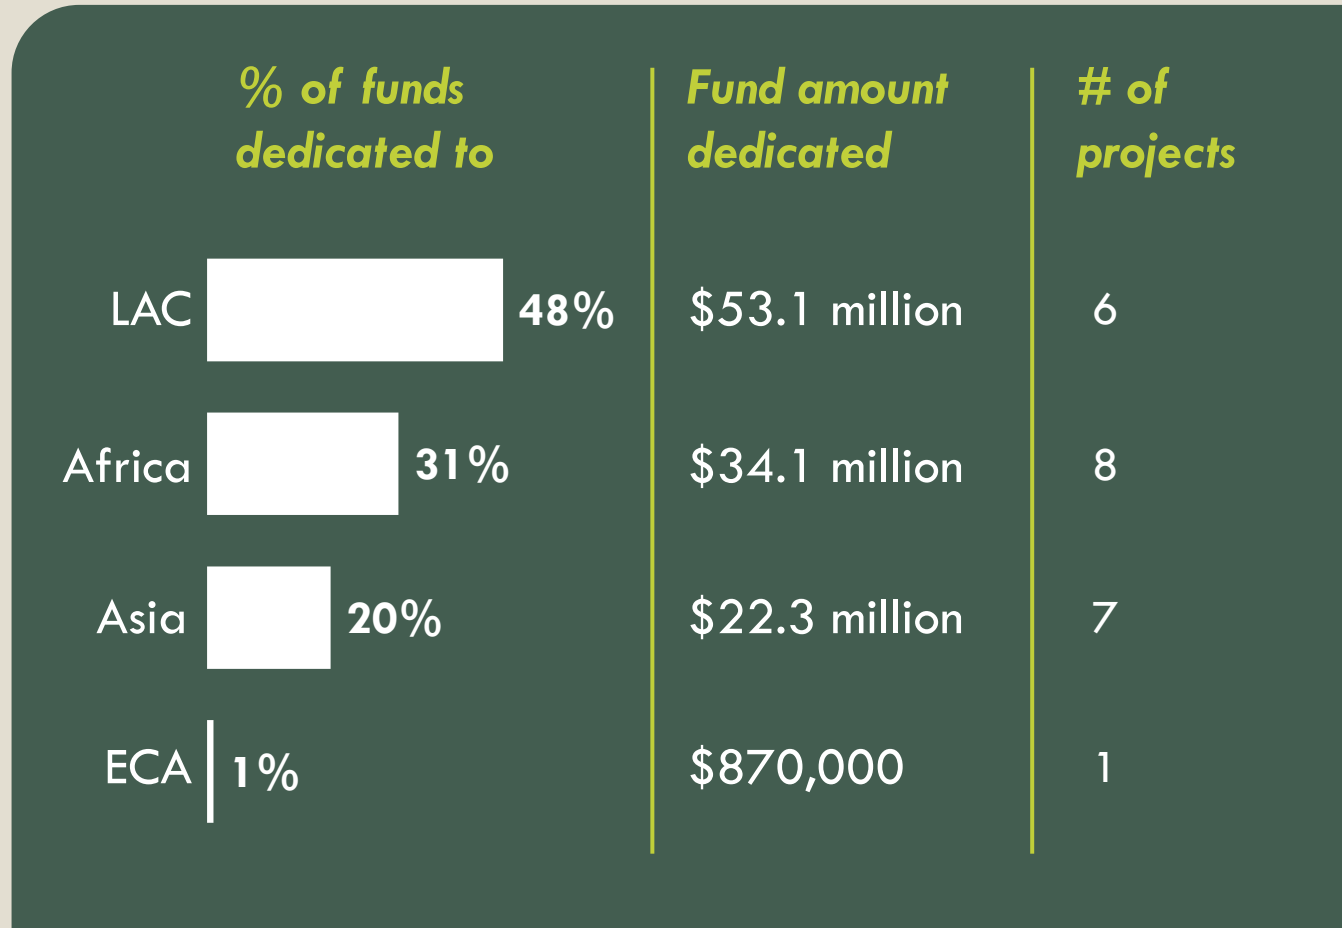 % of funds
dedicated to
Fund amount
dedicated
# of
projects
LAC 48% $53.1 million 6
Africa 31% $34.1 million 8
Asia 20% $22.3 million 7
ECA 1% $870,000 1